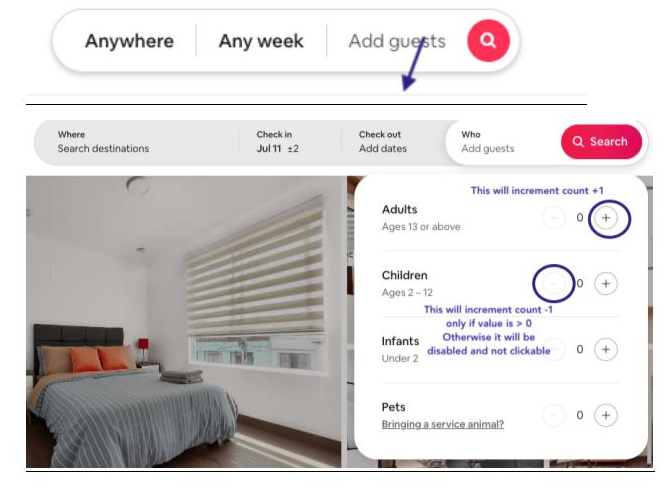 Anywhere
Any week
Add guests
Where
Search destinations
Check in
Jul 11 ±2
Check out
Add dates
Who
Add guests
Search
This will increment count +1
Adults
Ages 13 or above
0
Children
Ages 2 – 12
0
This will increment count -1
only if value is > 0
Otherwise it will be
disabled and not clickable
Infants
Under 2
0
Pets
Bringing a service animal?
0